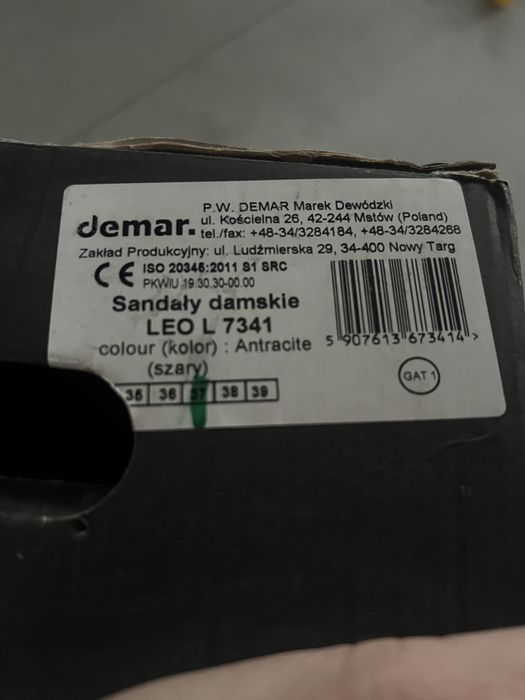 demar.
P.W. DEMAR Marek Dewódzki
ul. Kościelna 26, 42-244 Mstów (Poland)
tel./fax: +48-34/3284184, +48-34/3284268
Zakład Produkcyjny: ul. Ludźmierska 29, 34-400 Nowy Targ
CE ISO 20345:2011 S1 SRC
PKWiU 19.30.30-00.00
Sandały damskie
LEO L 7341
colour (kolor) : Antracite
(szary)
35 36 37 38 39
5 907613 673414 >
GAT 1